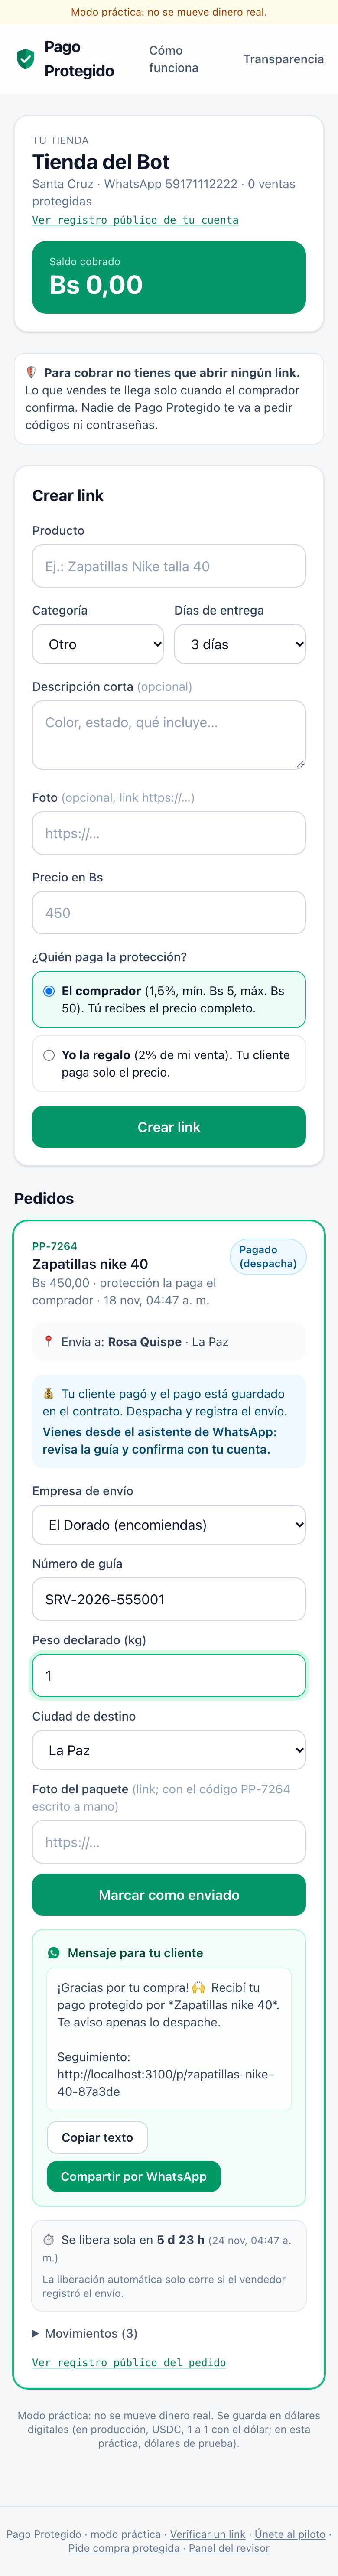 Modo práctica: no se mueve dinero real.
Pago
Protegido
Cómo
funciona
Transparencia
TU TIENDA
Tienda del Bot
Santa Cruz · WhatsApp 59171112222 · 0 ventas
protegidas
Ver registro público de tu cuenta
Saldo cobrado
Bs 0,00
Para cobrar no tienes que abrir ningún link.
Lo que vendes te llega solo cuando el comprador
confirma. Nadie de Pago Protegido te va a pedir
códigos ni contraseñas.
Crear link
Producto
Ej.: Zapatillas Nike talla 40
Categoría
Días de entrega
Otro
3 días
Descripción corta (opcional)
Color, estado, qué incluye...
Foto (opcional, link https://...)
https://...
Precio en Bs
450
¿Quién paga la protección?
El comprador (1,5%, mín. Bs 5, máx. Bs
50). Tú recibes el precio completo.
Yo la regalo (2% de mi venta). Tu cliente
paga solo el precio.
Crear link
Pedidos
PP-7264
Zapatillas nike 40
Bs 450,00 · protección la paga el
comprador · 18 nov, 04:47 a. m.
Pagado
(despacha)
Envía a: Rosa Quispe · La Paz
Tu cliente pagó y el pago está guardado
en el contrato. Despacha y registra el envío.
Vienes desde el asistente de WhatsApp:
revisa la guía y confirma con tu cuenta.
Empresa de envío
El Dorado (encomiendas)
Número de guía
SRV-2026-555001
Peso declarado (kg)
1
Ciudad de destino
La Paz
Foto del paquete (link; con el código PP-7264
escrito a mano)
https://...
Marcar como enviado
Mensaje para tu cliente
¡Gracias por tu compra! 🙌 Recibí tu
pago protegido por *Zapatillas nike 40*.
Te aviso apenas lo despache.
Seguimiento:
http://localhost:3100/p/zapatillas-nike-
40-87a3de
Copiar texto
Compartir por WhatsApp
Se libera sola en 5 d 23 h (24 nov, 04:47 a.
m.)
La liberación automática solo corre si el vendedor
registró el envío.
Movimientos (3)
Ver registro público del pedido
Modo práctica: no se mueve dinero real. Se guarda en dólares
digitales (en producción, USDC, 1 a 1 con el dólar; en esta
práctica, dólares de prueba).
Pago Protegido · modo práctica · Verificar un link · Únete al piloto ·
Pide compra protegida · Panel del revisor